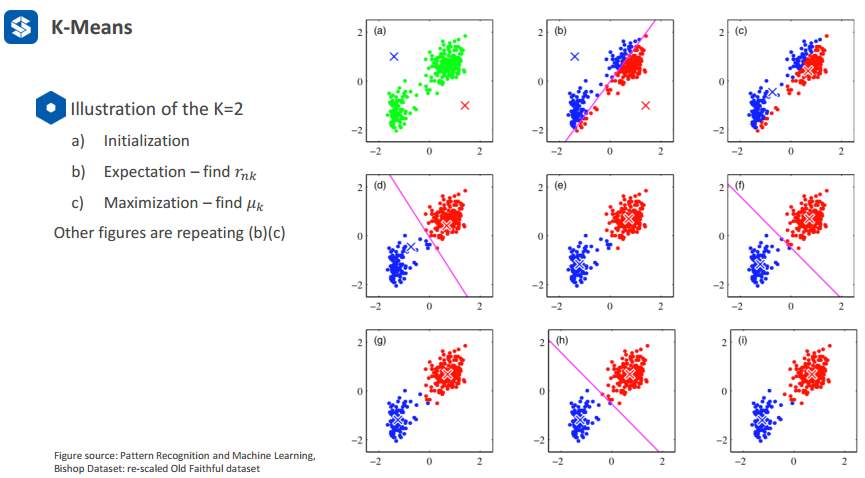 K-Means
Illustration of the K=2
a) Initialization
b) Expectation – find r_{nk}
c) Maximization – find μ_k
Other figures are repeating (b)(c)
Figure source: Pattern Recognition and Machine Learning,
Bishop Dataset: re-scaled Old Faithful dataset
(a)
2
0
−2
−2 0 2
(b)
2
0
−2
−2 0 2
(c)
2
0
−2
−2 0 2
(d)
2
0
−2
−2 0 2
(e)
2
0
−2
−2 0 2
(f)
2
0
−2
−2 0 2
(g)
2
0
−2
−2 0 2
(h)
2
0
−2
−2 0 2
(i)
2
0
−2
−2 0 2